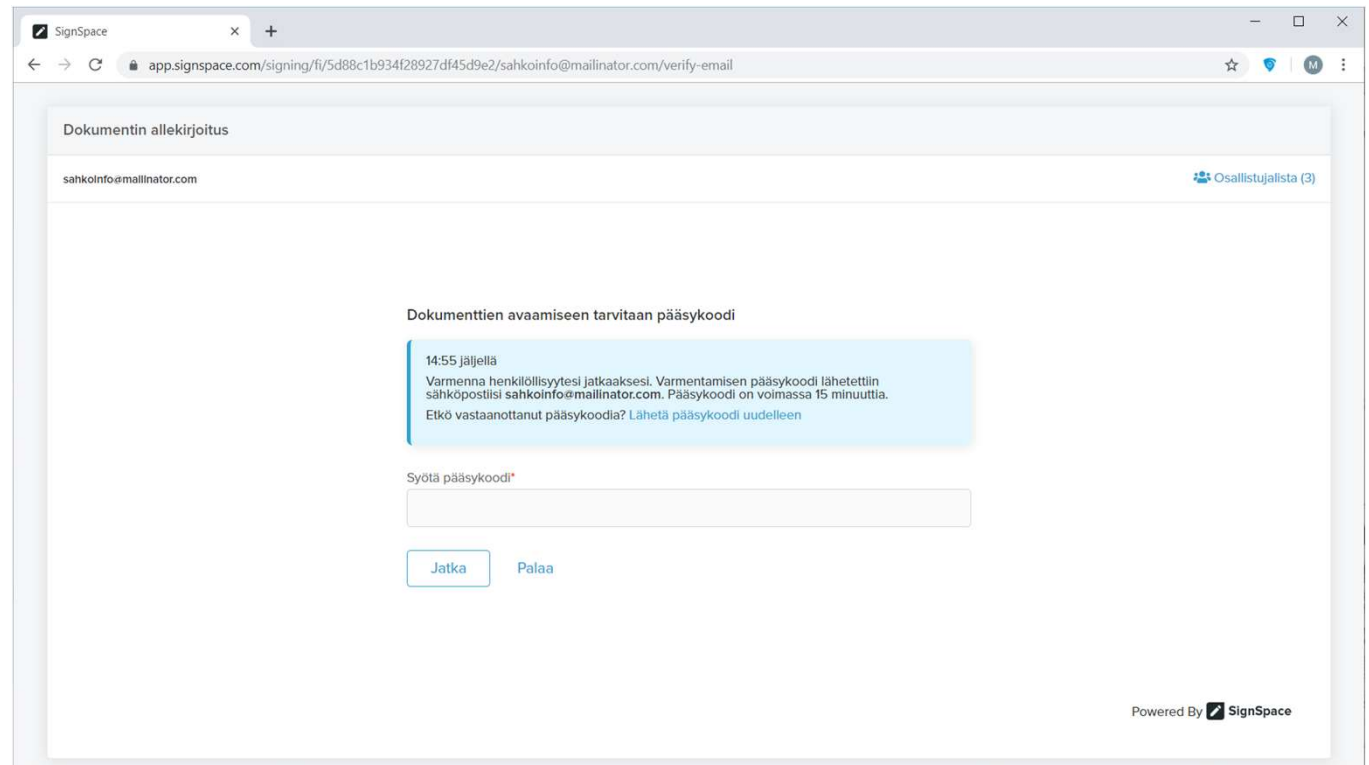 SignSpace
app.signspace.com/signing/fi/5d88c1b934f28927df45d9e2/sahkoinfo@mailinator.com/verify-email
M
Dokumentin allekirjoitus
sahkoinfo@mailinator.com
Osallistujalista (3)
Dokumenttien avaamiseen tarvitaan pääsykoodi
14:55 jäljellä
Varmenna henkilöllisyytesi jatkaaksesi. Varmentamisen pääsykoodi lähetettiin
sähköpostiisi sahkoinfo@mailinator.com. Pääsykoodi on voimassa 15 minuuttia.
Etkö vastaanottanut pääsykoodia? Lähetä pääsykoodi uudelleen
Syötä pääsykoodi*
Jatka Palaa
Powered By SignSpace